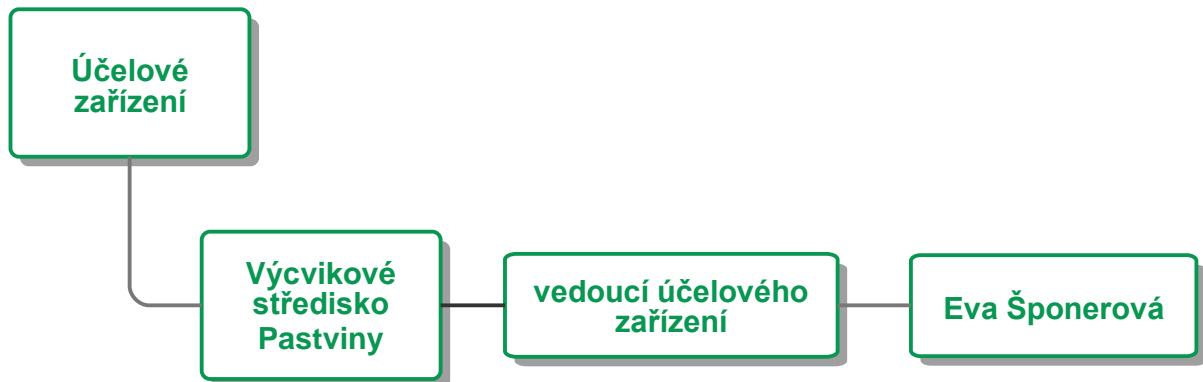 Účelové
zařízení
Výcvikové
středisko
Pastviny
vedoucí účelového
zařízení
Eva Šponerová